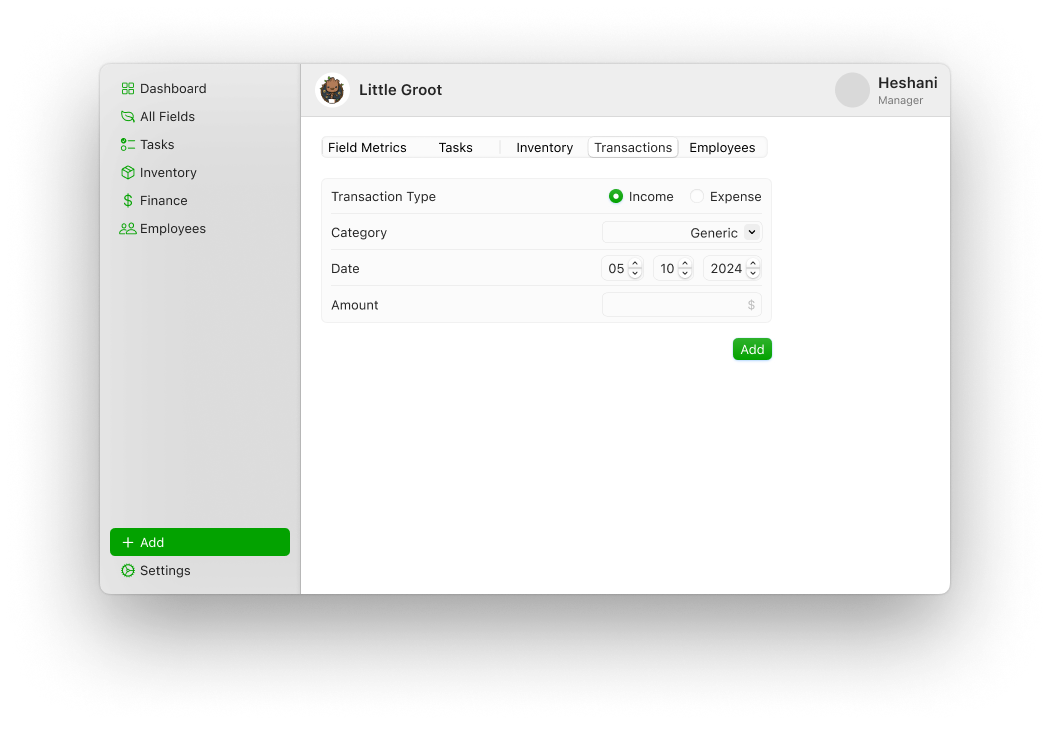 Dashboard
All Fields
Tasks
Inventory
Finance
Employees
Add
Settings
Little Groot
Heshani
Manager
Field Metrics Tasks Inventory Transactions Employees
Transaction Type Income Expense
Category Generic
Date 05 10 2024
Amount $
Add